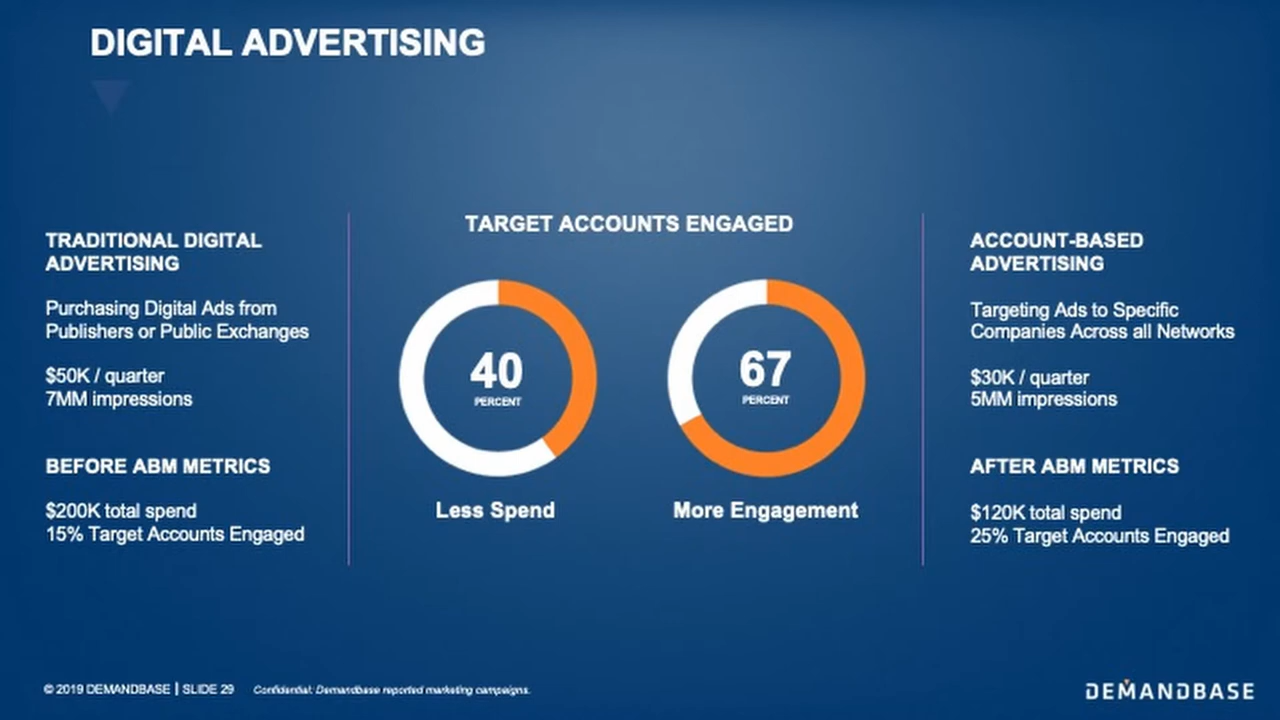 DIGITAL ADVERTISING
TRADITIONAL DIGITAL
ADVERTISING
Purchasing Digital Ads from
Publishers or Public Exchanges
$50K / quarter
7MM impressions
BEFORE ABM METRICS
$200K total spend
15% Target Accounts Engaged
TARGET ACCOUNTS ENGAGED
40
PERCENT
Less Spend
67
PERCENT
More Engagement
ACCOUNT-BASED
ADVERTISING
Targeting Ads to Specific
Companies Across all Networks
$30K / quarter
5MM impressions
AFTER ABM METRICS
$120K total spend
25% Target Accounts Engaged
© 2019 DEMANDBASE | SLIDE 29 Confidential: Demandbase reported marketing campaigns.
DEMANDBASE